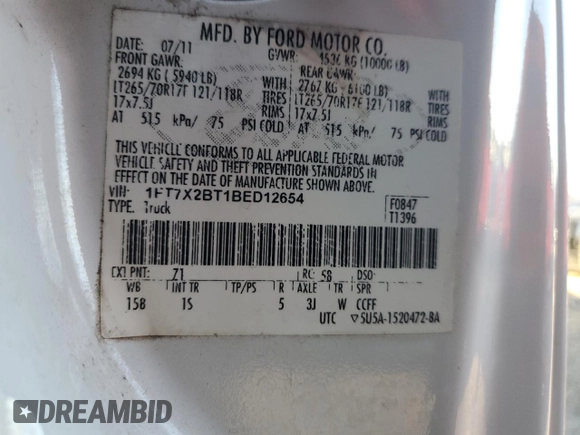 MFD. BY FORD MOTOR CO.
DATE: 07/11 GVWR: 4536 KG (10000 LB)
FRONT GAWR: REAR GAWR:
2694 KG (5940 LB) WITH 2767 KG 6100 LB) WITH
LT265/70R17E 121/118R TIRES LT265/70R17E 121/118R TIRES
17x7.5J RIMS 17x7.5J RIMS
AT 515 kPa/ 75 PSI COLD AT 515 kPa/ 75 PSI COLD
THIS VEHICLE CONFORMS TO ALL APPLICABLE FEDERAL MOTOR
VEHICLE SAFETY AND THEFT PREVENTION STANDARDS IN
EFFECT ON THE DATE OF MANUFACTURE SHOWN ABOVE.
VIN: 1FT7X2BT1BED12654 F0847
TYPE: Truck T1396
EXT PNT: Z1 RC: 58 DSO:
WB INT TR TP/PS R AXLE TR SPR
158 1S 5 3J W CCFF
UTC ▽5U5A-1520472-BA
DREAMBID